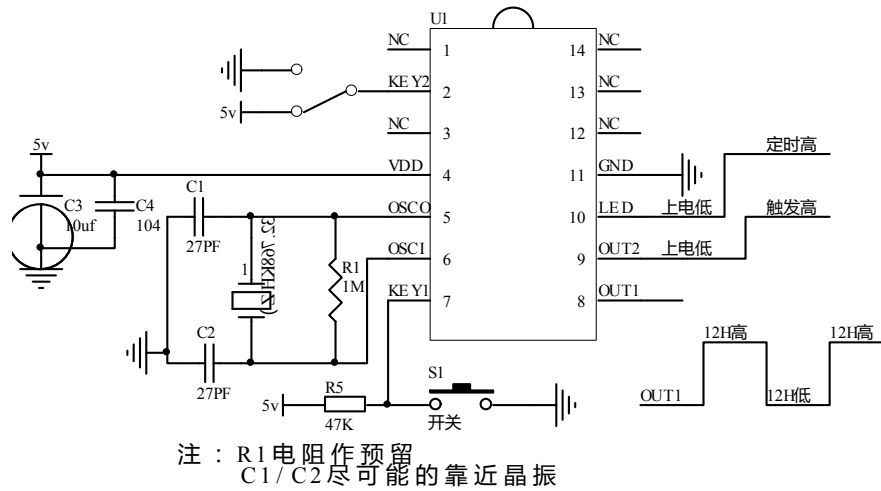 U1
NC 1 14 NC
KEY2 2 13 NC
5v
NC 3 12 NC
5v
VDD 4 11 GND
定时高
C3 10uf
C4 104
C1 27PF
OSCO 5 10 LED 上电低
触发高
32.768KHZ
OSCI 6 9 OUT2 上电低
1
R1 1M
KEY1 7 8 OUT1
C2 27PF
12H高 12H高
OUT1 12H低
S1
5v R5 47K
开关
注：R1电阻作预留
C1/C2尽可能的靠近晶振